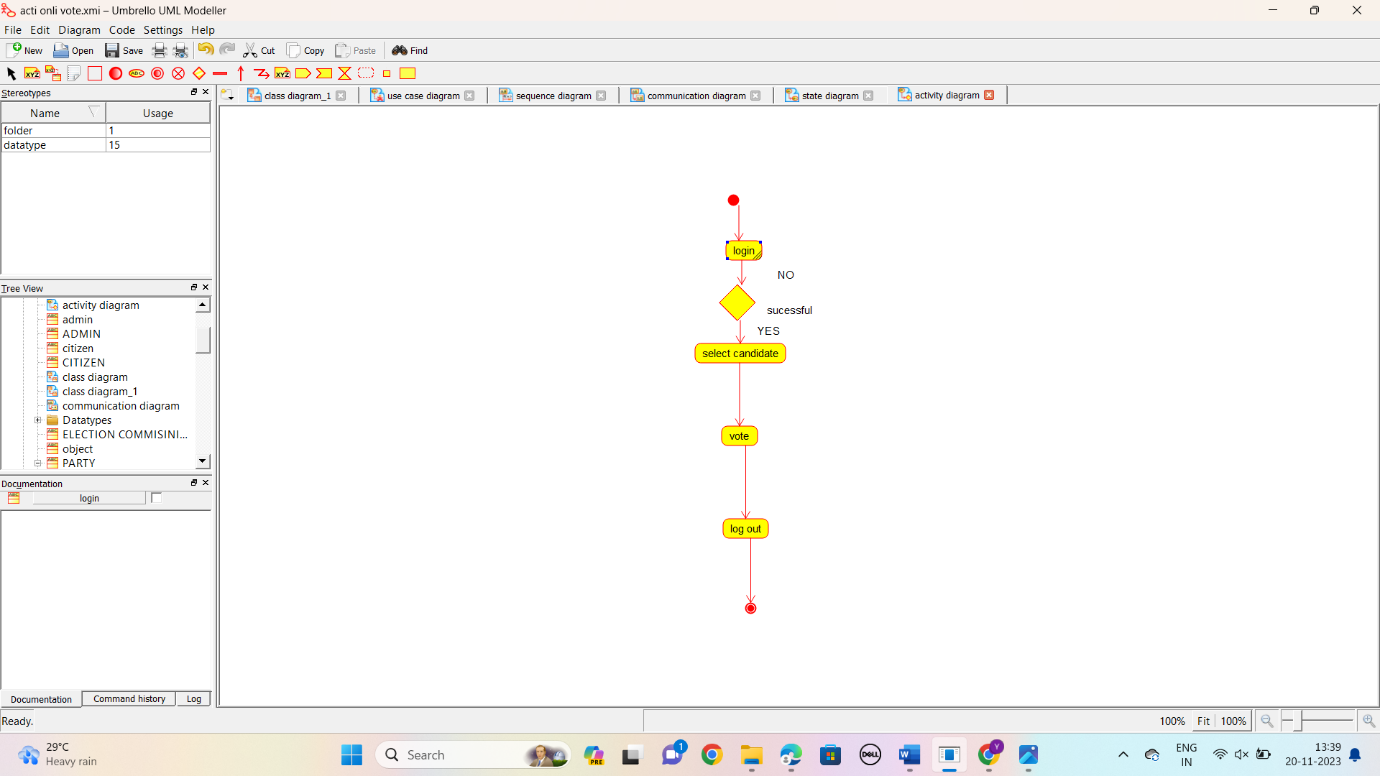 acti onli vote.xmi – Umbrello UML Modeller
File Edit Diagram Code Settings Help
New Open Save Cut Copy Paste Find
Stereotypes
Name Usage
folder 1
datatype 15
class diagram_1 use case diagram sequence diagram communication diagram state diagram activity diagram
login
NO
sucessful
YES
select candidate
vote
log out
Tree View
activity diagram
admin
ADMIN
citizen
CITIZEN
class diagram
class diagram_1
communication diagram
Datatypes
ELECTION COMMISINI...
object
PARTY
Documentation
login
Documentation Command history Log
Ready. 100% Fit 100%
29°C
Heavy rain
Search
PRE
1
DELL
W
Y
ENG
IN
13:39
20-11-2023